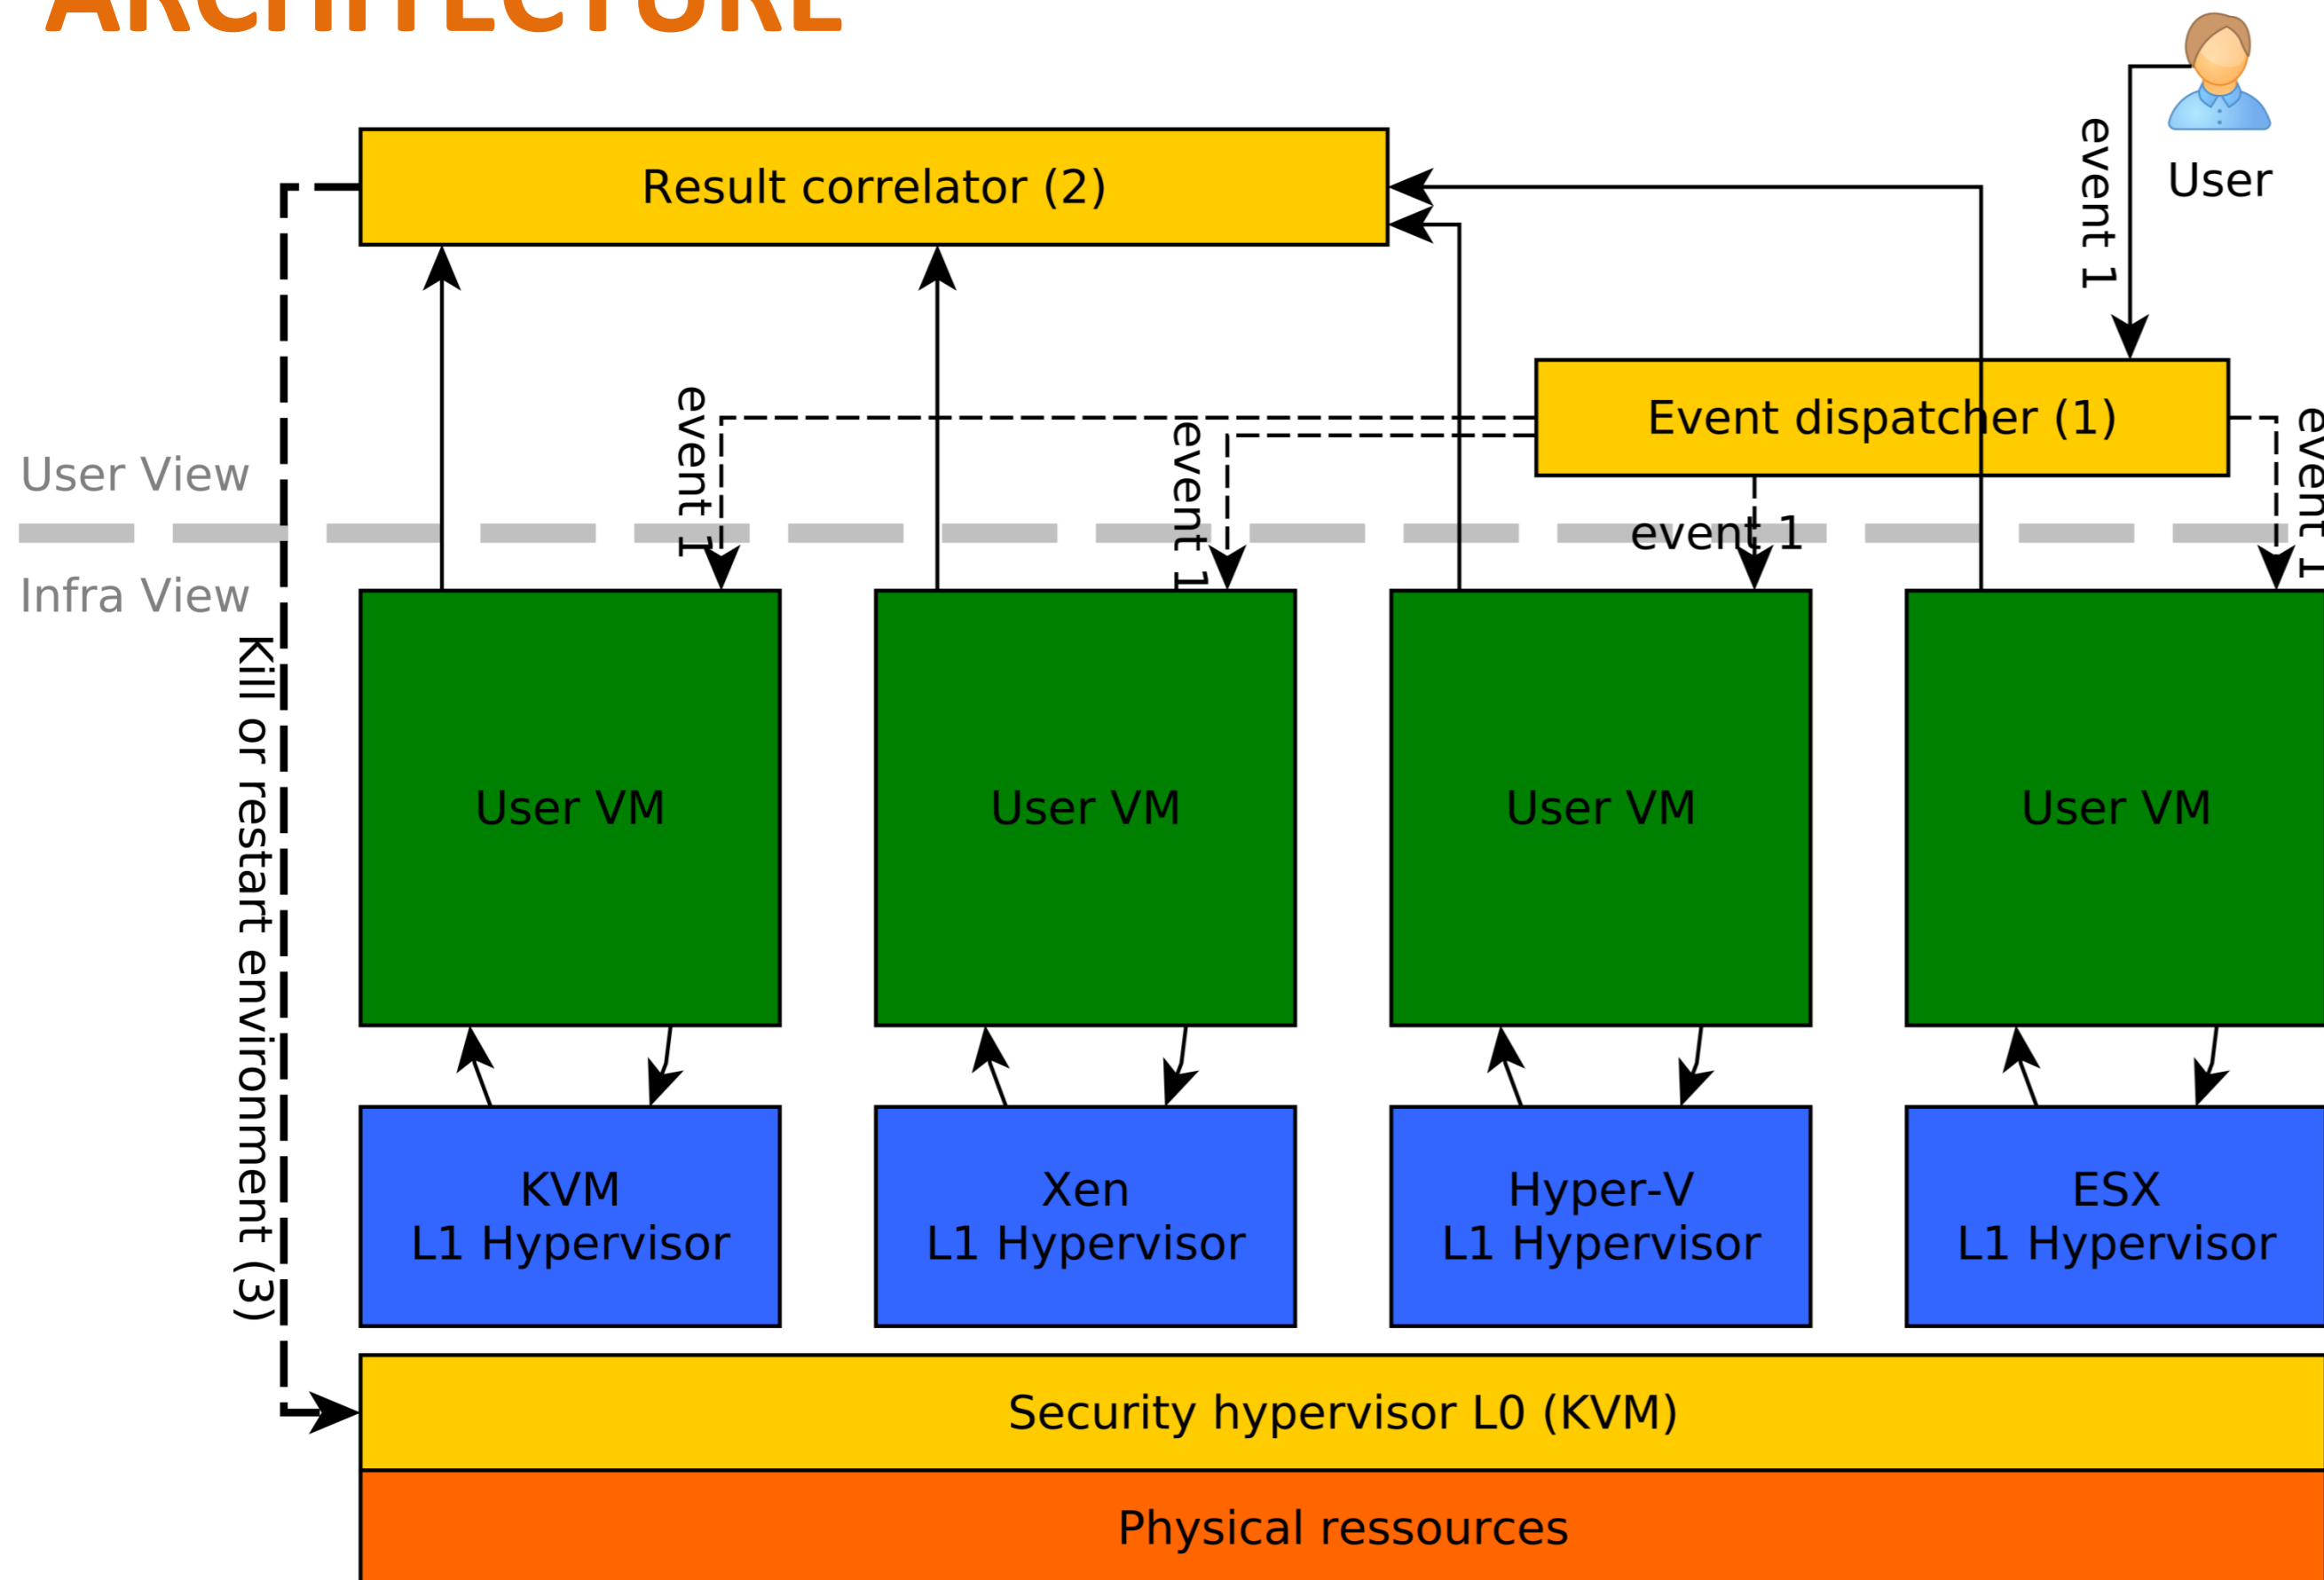 ARCHITECTURE
User
event 1
Result correlator (2)
Event dispatcher (1)
event 1
event 1
event 1
event 1
User View
Infra View
Kill or restart environment (3)
User VM
User VM
User VM
User VM
KVM
L1 Hypervisor
Xen
L1 Hypervisor
Hyper-V
L1 Hypervisor
ESX
L1 Hypervisor
Security hypervisor L0 (KVM)
Physical ressources